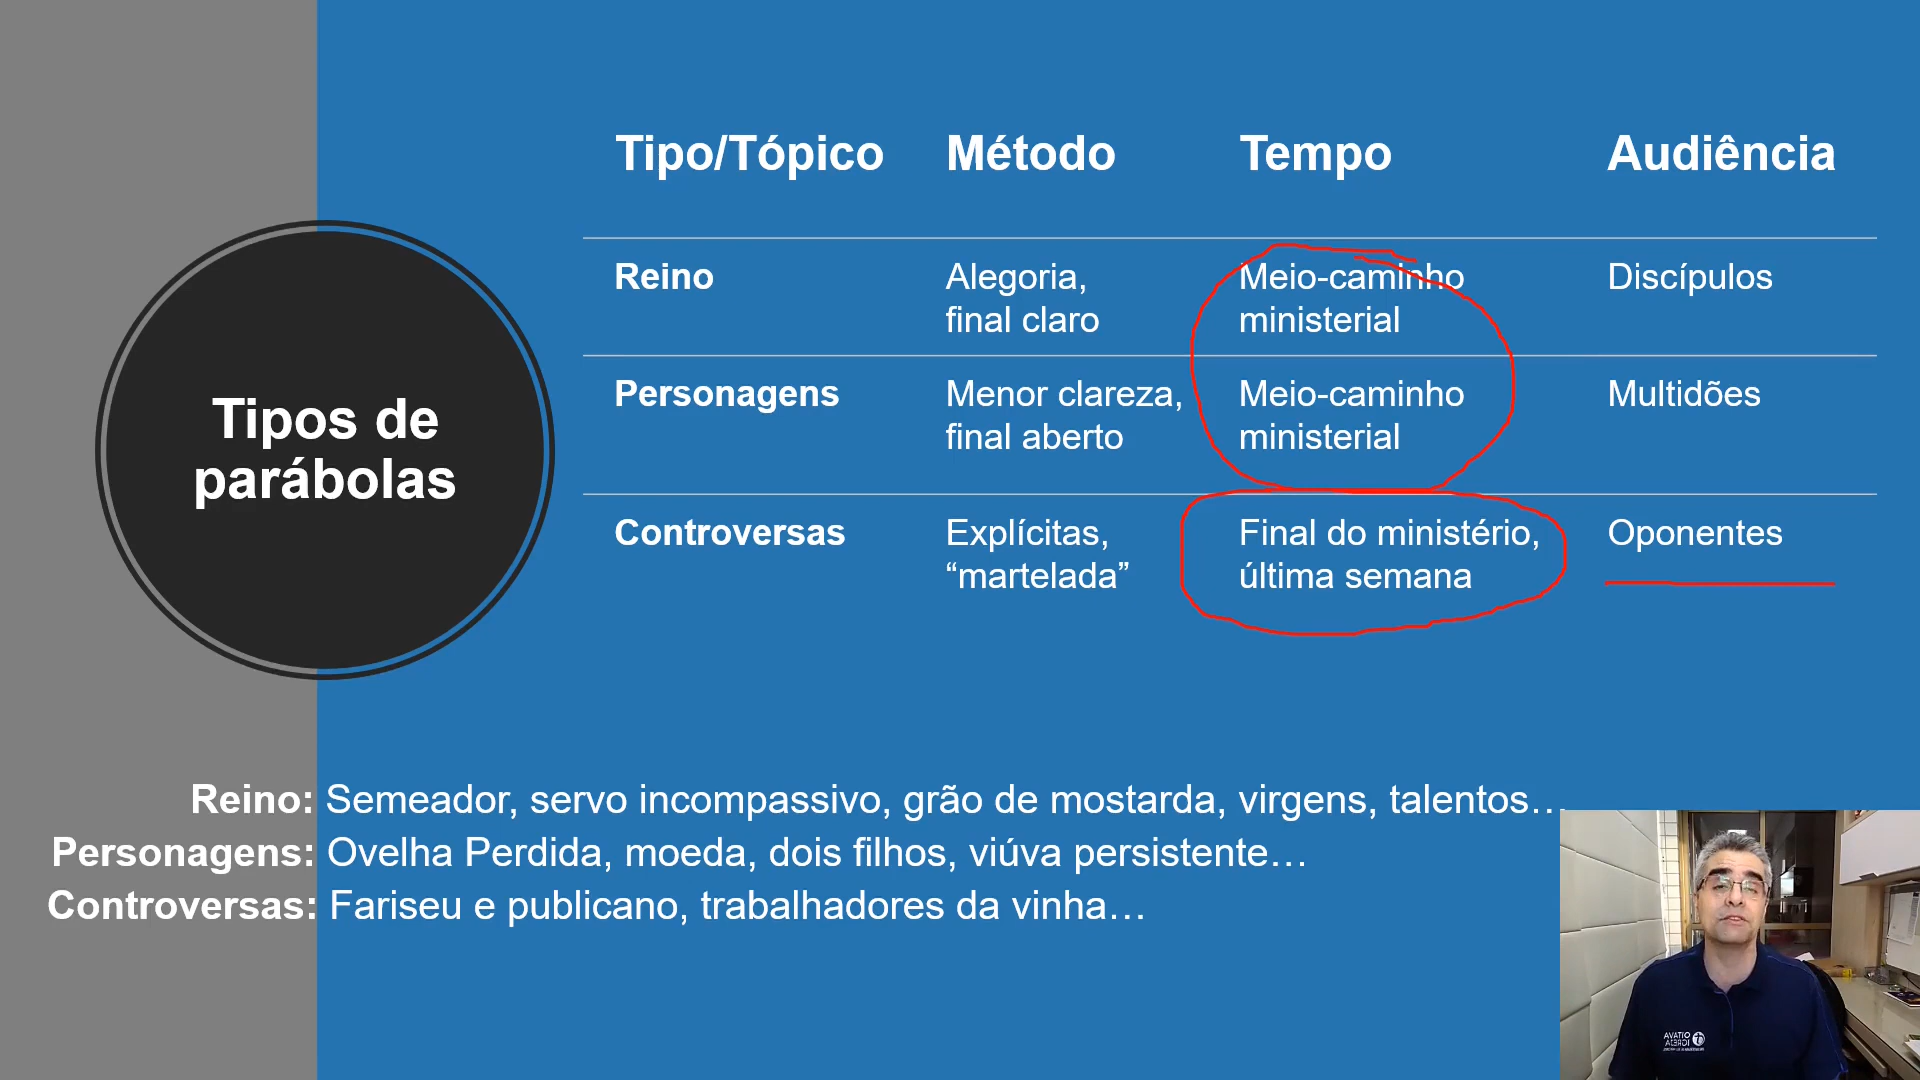 Tipos de
parábolas
Tipo/Tópico Método Tempo Audiência
Reino Alegoria, Meio-caminho Discípulos
final claro ministerial
Personagens Menor clareza, Meio-caminho Multidões
final aberto ministerial
Controversas Explícitas, Final do ministério, Oponentes
“martelada” última semana
Reino: Semeador, servo incompassivo, grão de mostarda, virgens, talentos…
Personagens: Ovelha Perdida, moeda, dois filhos, viúva persistente…
Controversas: Fariseu e publicano, trabalhadores da vinha…